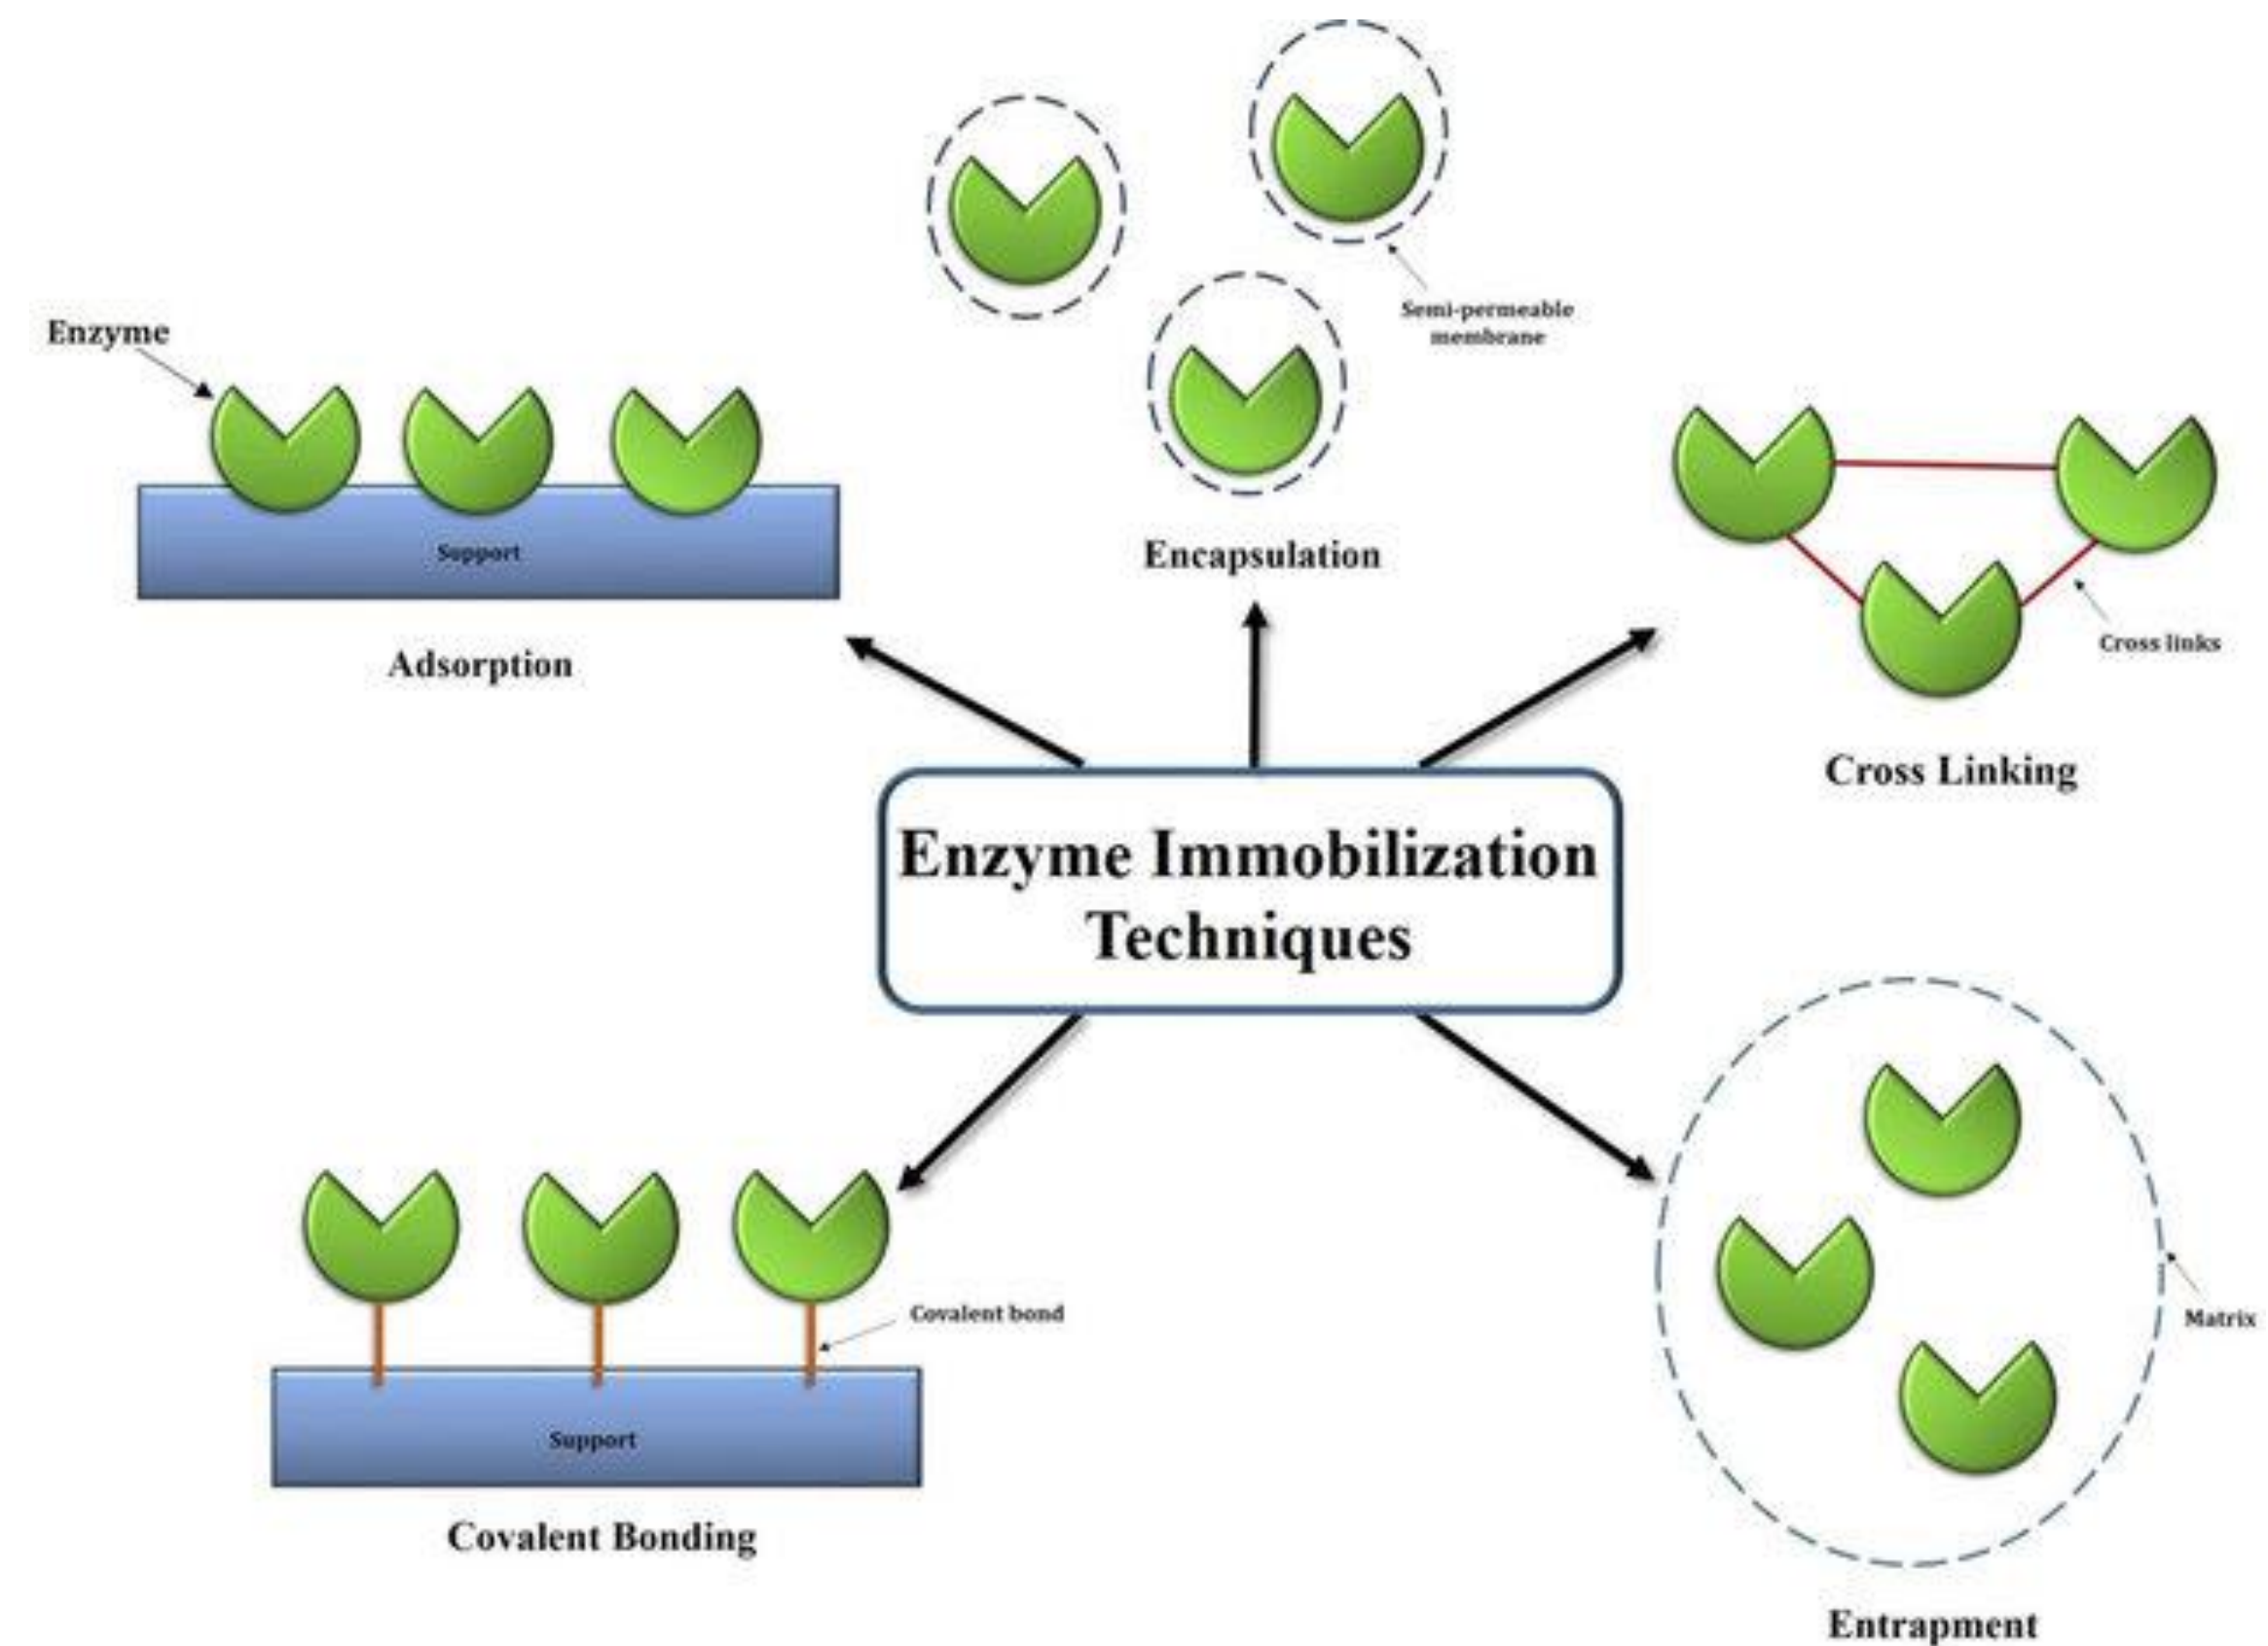 Semi-permeable
membrane
Enzyme
Support
Encapsulation
Cross links
Adsorption
Cross Linking
Enzyme Immobilization
Techniques
Covalent bond
Matrix
Support
Covalent Bonding
Entrapment